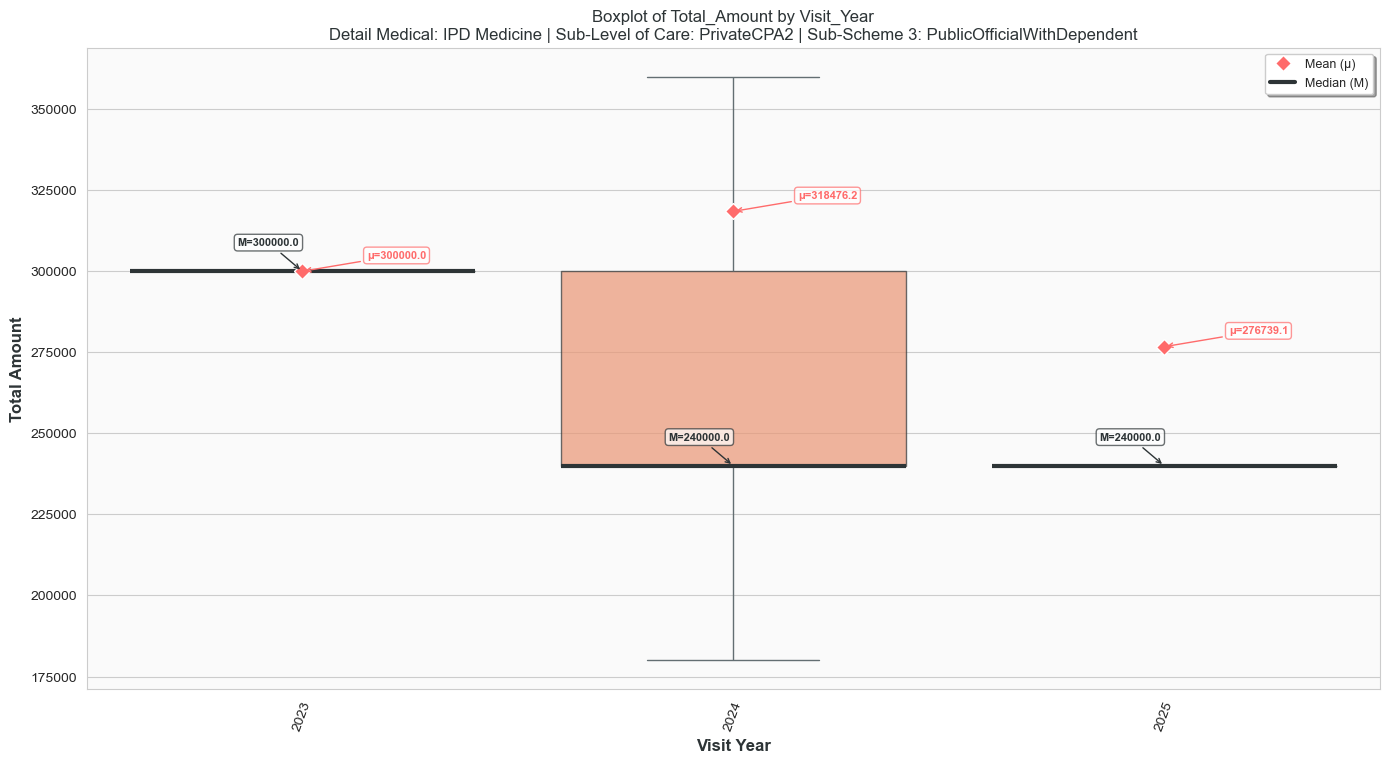 Boxplot of Total_Amount by Visit_Year
Detail Medical: IPD Medicine | Sub-Level of Care: PrivateCPA2 | Sub-Scheme 3: PublicOfficialWithDependent
Mean (μ)
Median (M)
Total Amount
350000
325000
300000
275000
250000
225000
200000
175000
M=300000.0
μ=300000.0
μ=318476.2
M=240000.0
μ=276739.1
M=240000.0
2023
2024
2025
Visit Year